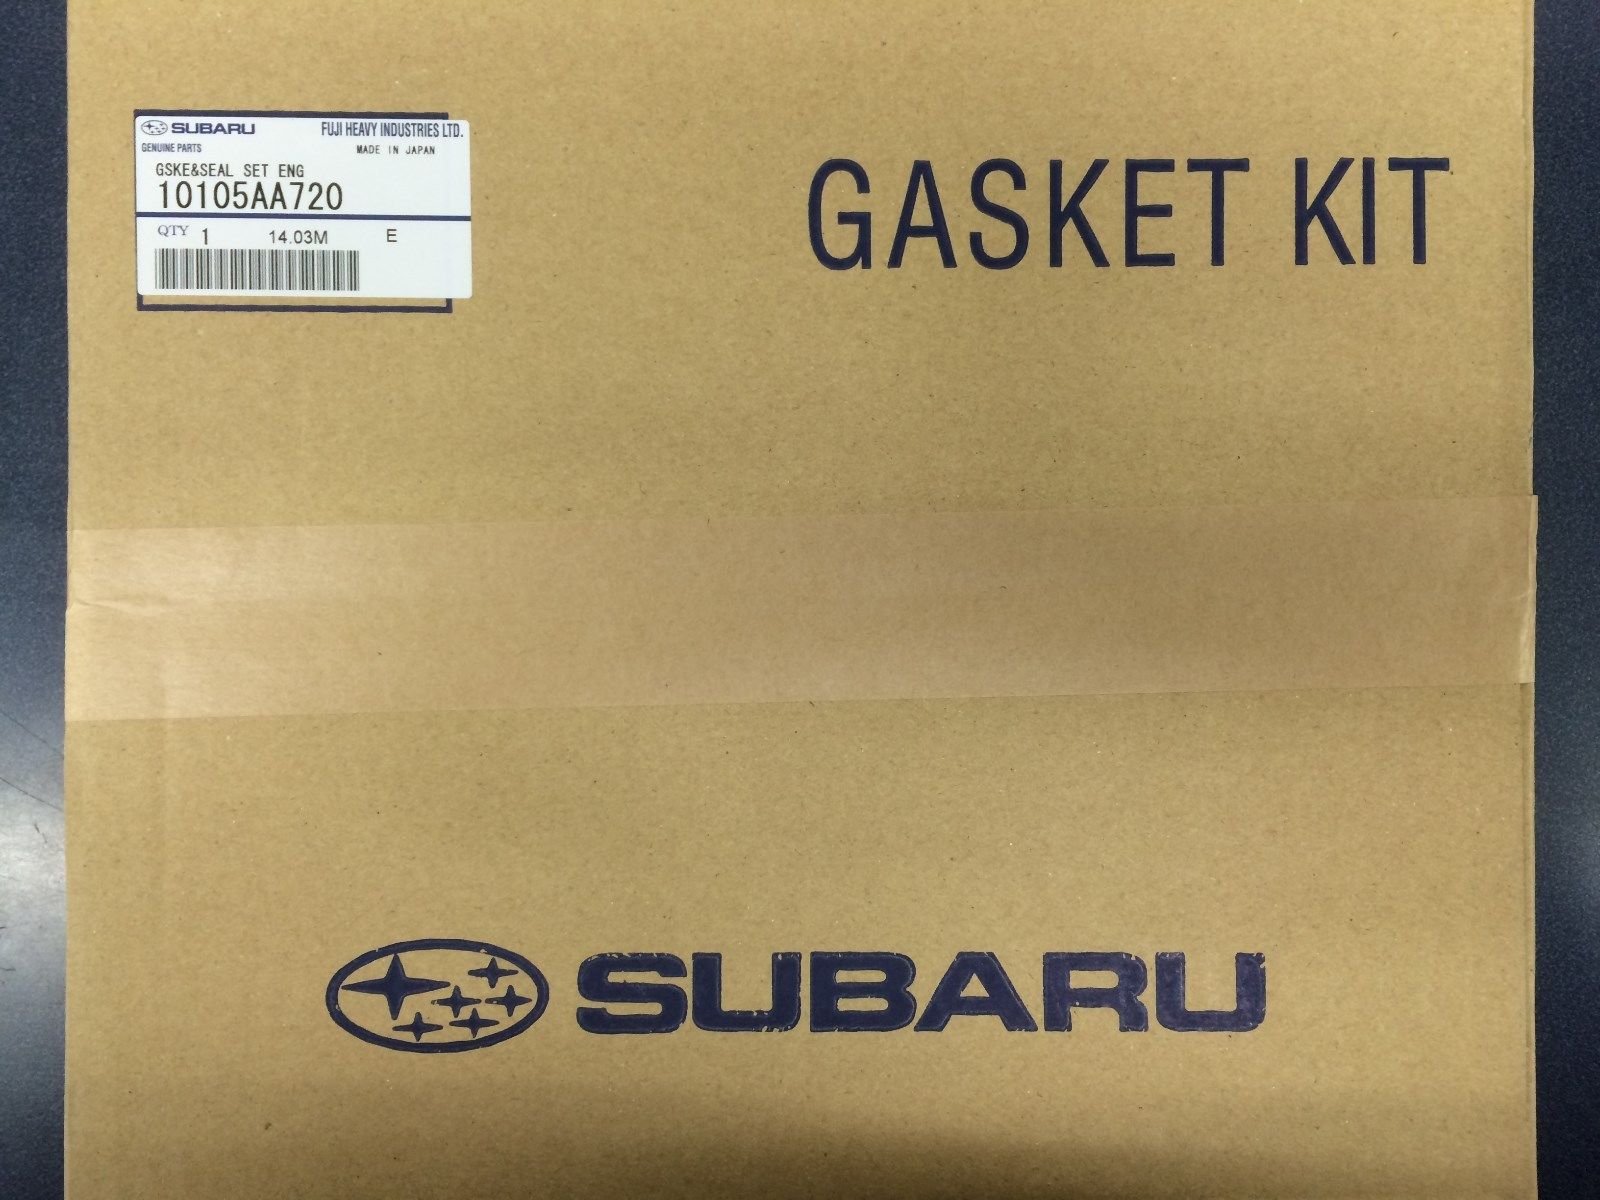 SUBARU FUJI HEAVY INDUSTRIES LTD.
GENUINE PARTS MADE IN JAPAN
GSKE&SEAL SET ENG
10105AA720
QTY 1 14.03M E
GASKET KIT
SUBARU